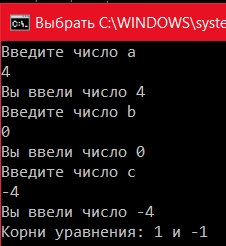 Выбрать C:\WINDOWS\syste
Введите число a
4
Вы ввели число 4
Введите число b
0
Вы ввели число 0
Введите число c
-4
Вы ввели число -4
Корни уравнения: 1 и -1